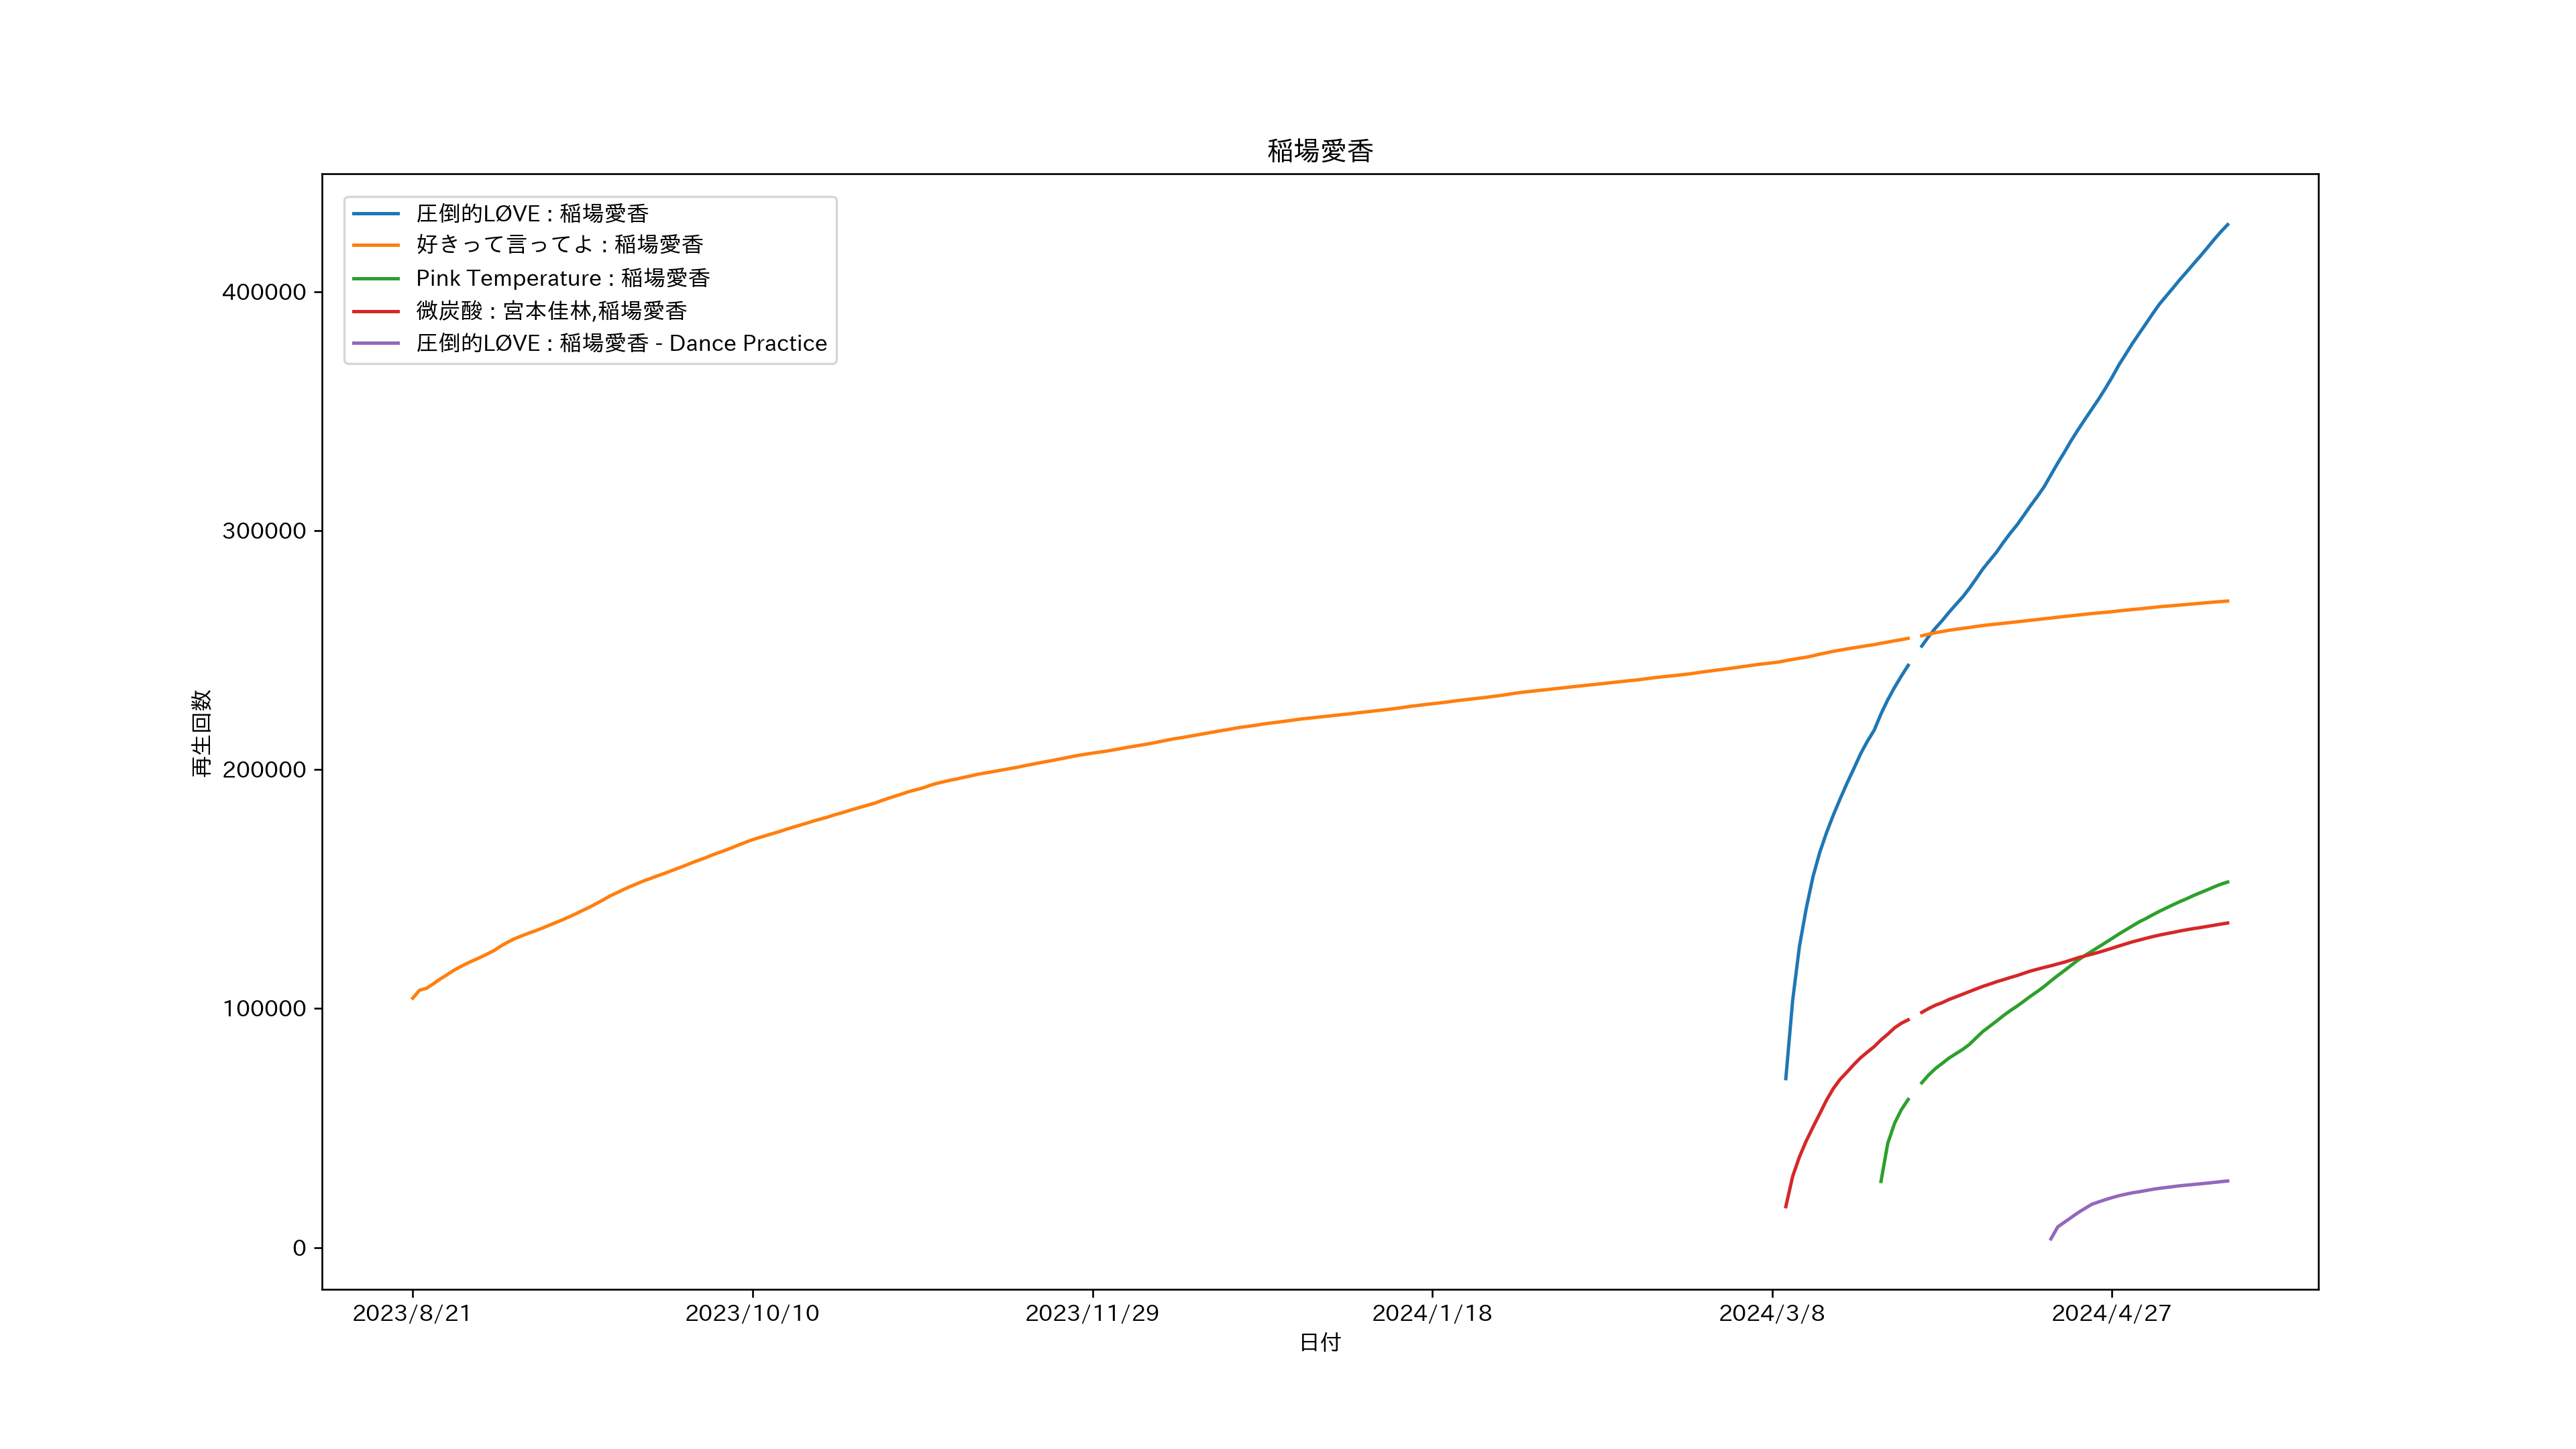 稲場愛香
圧倒的LØVE : 稲場愛香
好きって言ってよ : 稲場愛香
Pink Temperature : 稲場愛香
微炭酸 : 宮本佳林,稲場愛香
圧倒的LØVE : 稲場愛香 - Dance Practice
400000
300000
200000
100000
0
再生回数
2023/8/21
2023/10/10
2023/11/29
2024/1/18
2024/3/8
2024/4/27
日付